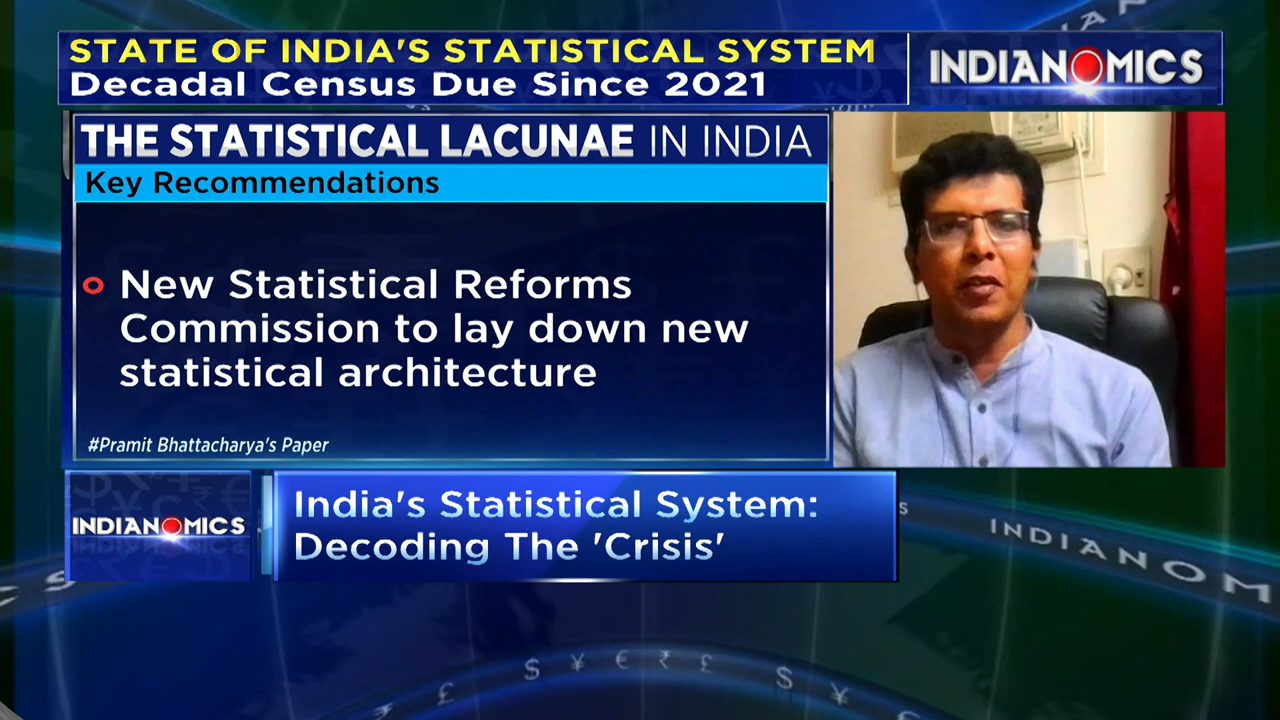 STATE OF INDIA'S STATISTICAL SYSTEM
Decadal Census Due Since 2021
INDIANOMICS
THE STATISTICAL LACUNAE IN INDIA
Key Recommendations
New Statistical Reforms
Commission to lay down new
statistical architecture
#Pramit Bhattacharya's Paper
INDIANOMICS
India's Statistical System:
Decoding The 'Crisis'
INDIANOM
$ ¥ € ₹ £ $ ¥